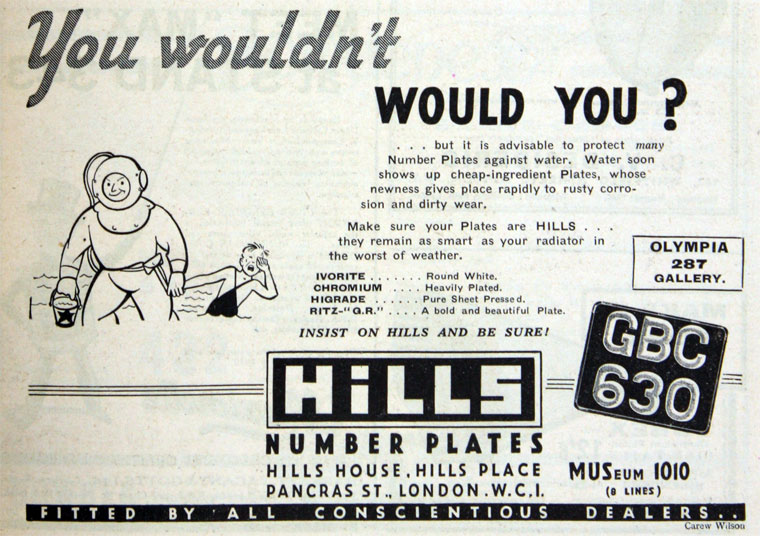 You wouldn't
WOULD YOU ?
. . . but it is advisable to protect many
Number Plates against water. Water soon
shows up cheap-ingredient Plates, whose
newness gives place rapidly to rusty corro-
sion and dirty wear.
Make sure your Plates are HILLS . . .
they remain as smart as your radiator in
the worst of weather.
IVORITE . . . . . . . Round White.
CHROMIUM . . . . Heavily Plated.
HIGRADE . . . . . . Pure Sheet Pressed.
RITZ-"G.R." . . . . A bold and beautiful Plate.
INSIST ON HILLS AND BE SURE!
OLYMPIA
287
GALLERY.
GBC
630
HiLLS
NUMBER PLATES
HILLS HOUSE, HILLS PLACE
PANCRAS ST., LONDON.W.C.1.
MUSEUM 1010
(8 LINES)
FITTED BY ALL CONSCIENTIOUS DEALERS..
Carew Wilson